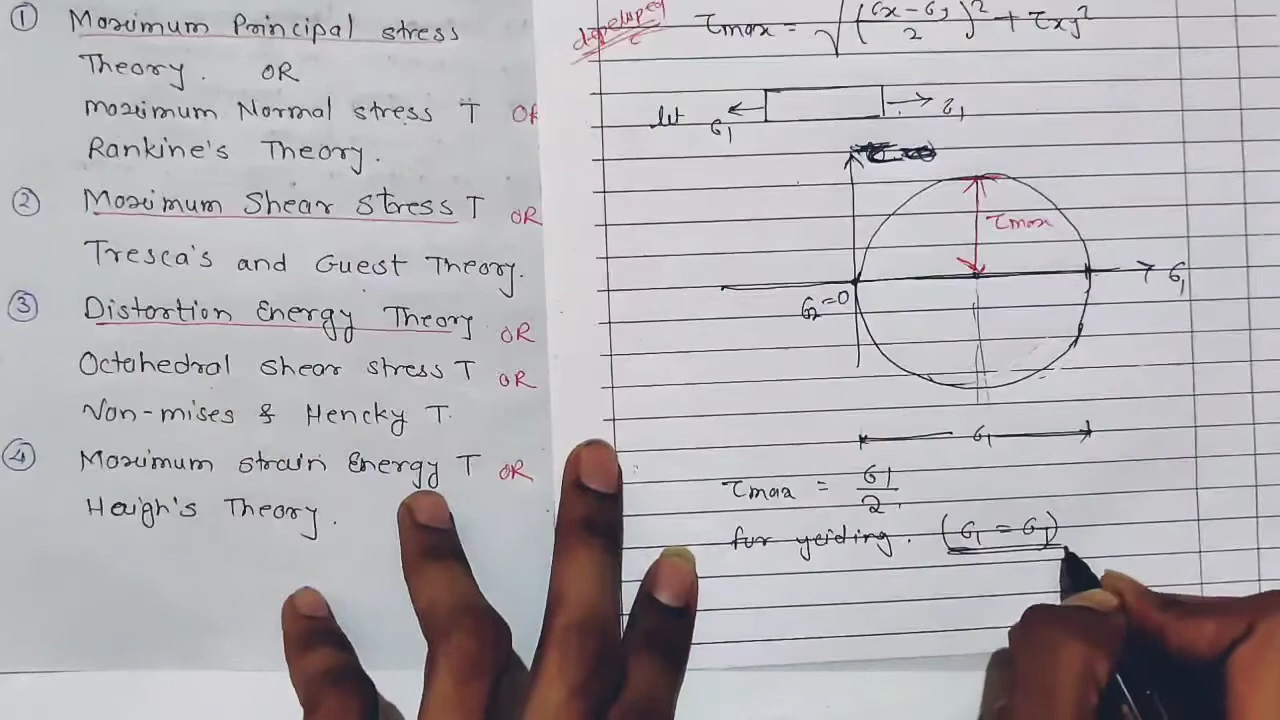 ① Maximum Principal stress
Theory. OR
maximum Normal stress T OR
Rankine's Theory.
② Maximum Shear Stress T OR
Tresca's and Guest Theory.
③ Distortion Energy Theory OR
Octahedral shear stress T OR
Von-mises & Hencky T.
④ Maximum strain Energy T OR
Haigh's Theory.
developed
τmax = √((σx-σy/2)² + τxy²
let σ1 σ1
τmax
σ2=0 σ1
σ1
τmax = σ1/2
for yeiding. (σ1 = σy)